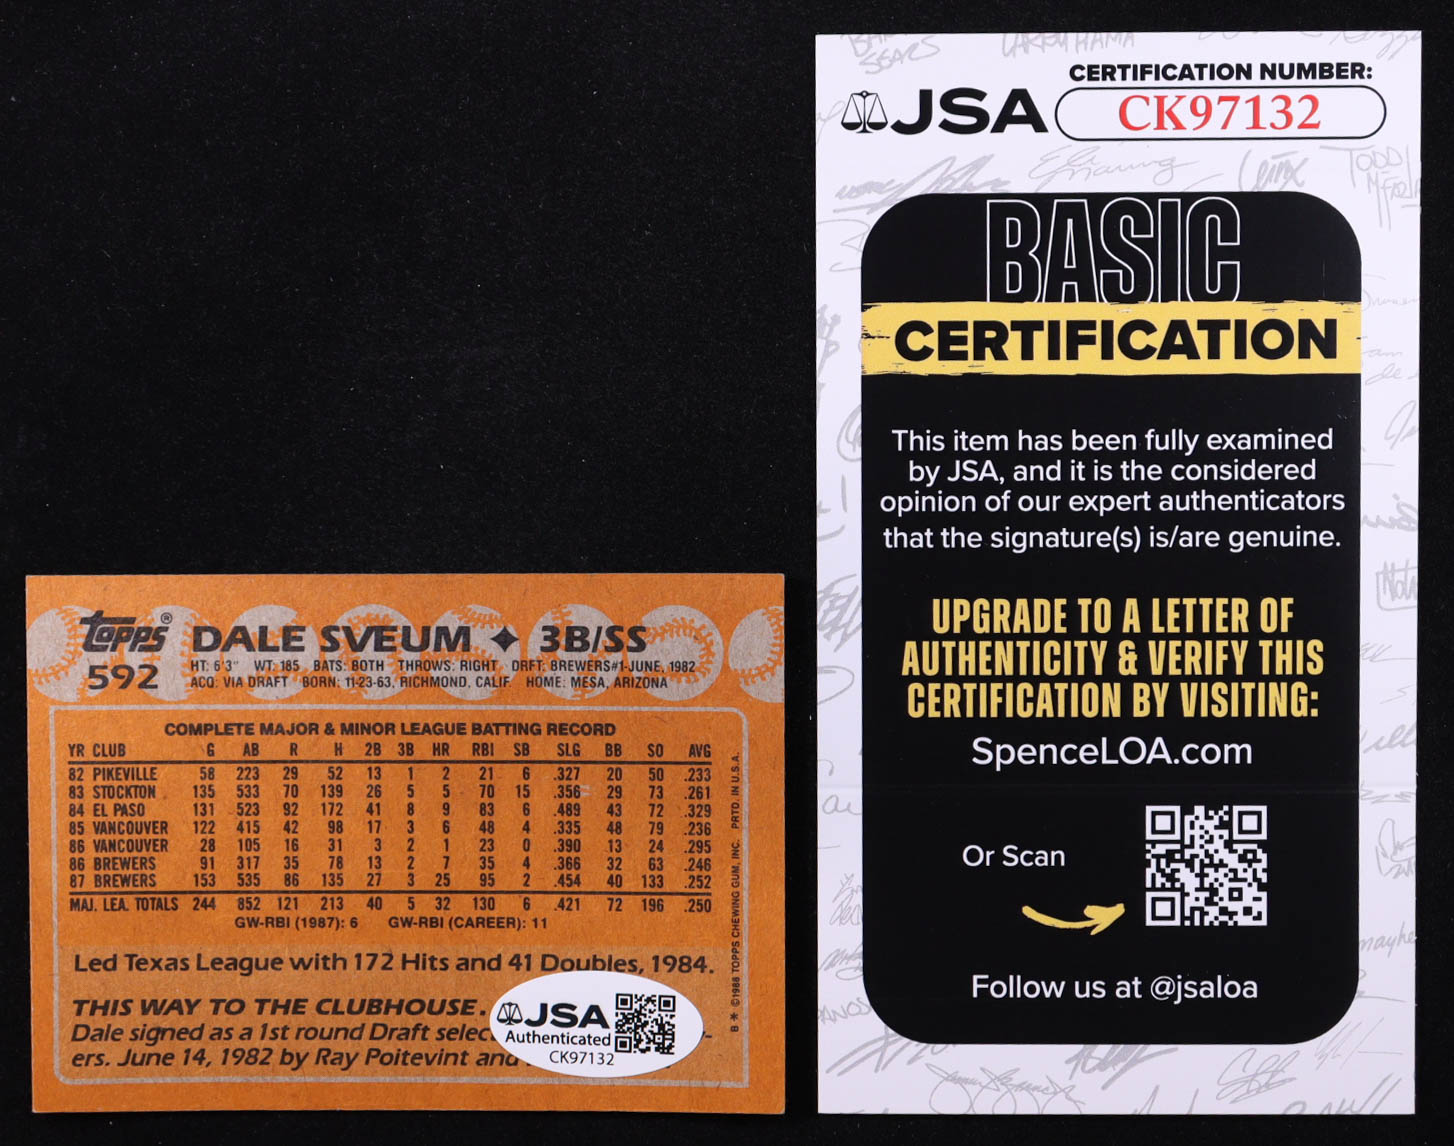 topps® DALE SVEUM ✦ 3B/SS
592 HT: 6'3" WT: 185 BATS: BOTH THROWS: RIGHT DRFT: BREWERS#1-JUNE, 1982
ACQ: VIA DRAFT BORN: 11-23-63, RICHMOND, CALIF. HOME: MESA, ARIZONA
COMPLETE MAJOR & MINOR LEAGUE BATTING RECORD
YR CLUB G AB R H 2B 3B HR RBI SB SLG BB SO AVG
82 PIKEVILLE 58 223 29 52 13 1 2 21 6 .327 20 50 .233
83 STOCKTON 135 533 70 139 26 5 5 70 15 .356 29 73 .261
84 EL PASO 131 523 92 172 41 8 9 83 6 .489 43 72 .329
85 VANCOUVER 122 415 42 98 17 3 6 48 4 .335 48 79 .236
86 VANCOUVER 28 105 16 31 3 2 1 23 0 .390 13 24 .295
86 BREWERS 91 317 35 78 13 2 7 35 4 .366 32 63 .246
87 BREWERS 153 535 86 135 27 3 25 95 2 .454 40 133 .252
MAJ. LEA. TOTALS 244 852 121 213 40 5 32 130 6 .421 72 196 .250
GW-RBI (1987): 6 GW-RBI (CAREER): 11
Led Texas League with 172 Hits and 41 Doubles, 1984.
THIS WAY TO THE CLUBHOUSE.
Dale signed as a 1st round Draft selec
ers. June 14, 1982 by Ray Poitevint and
B * ©1988 TOPPS CHEWING GUM, INC. PRTD. IN U.S.A.
JSA
Authenticated
CK97132
CERTIFICATION NUMBER:
JSA CK97132
BASIC
CERTIFICATION
This item has been fully examined
by JSA, and it is the considered
opinion of our expert authenticators
that the signature(s) is/are genuine.
UPGRADE TO A LETTER OF
AUTHENTICITY & VERIFY THIS
CERTIFICATION BY VISITING:
SpenceLOA.com
Or Scan
Follow us at @jsaloa